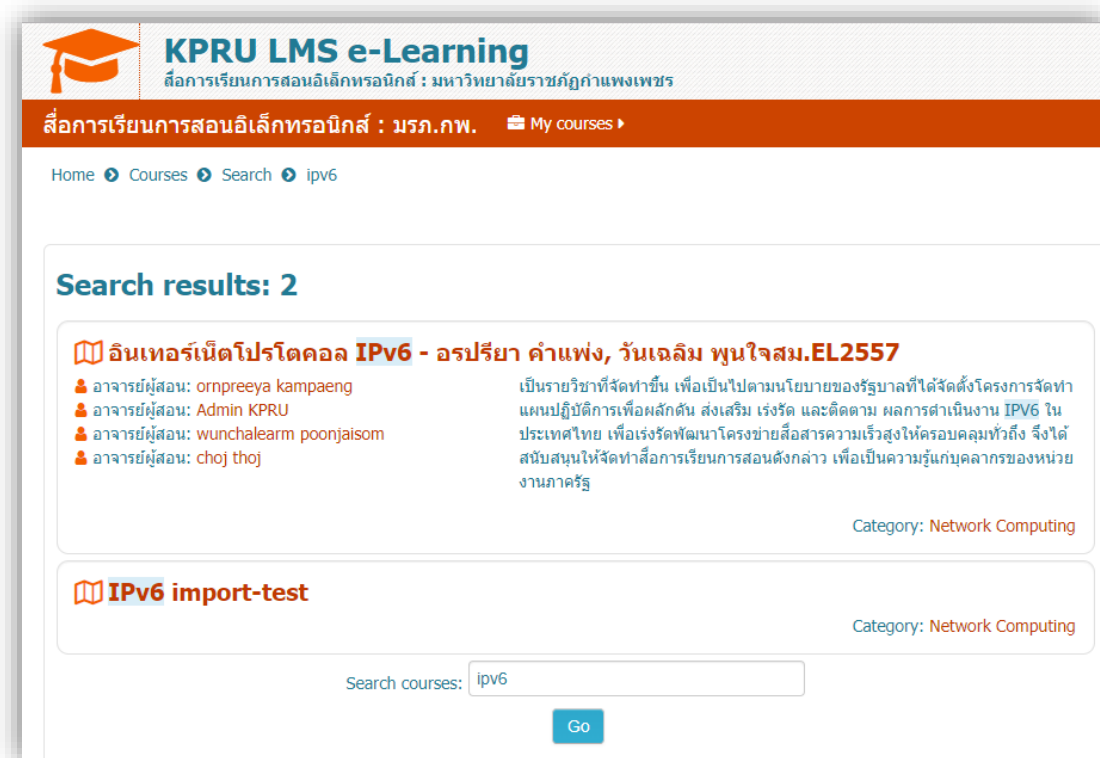 KPRU LMS e-Learning
สื่อการเรียนการสอนอิเล็กทรอนิกส์ : มหาวิทยาลัยราชภัฏกำแพงเพชร
สื่อการเรียนการสอนอิเล็กทรอนิกส์ : มรภ.กพ. My courses
Home Courses Search ipv6
Search results: 2
อินเทอร์เน็ตโปรโตคอล IPv6 - อรปรียา คำแพ่ง, วันเฉลิม พูนใจสม.EL2557
อาจารย์ผู้สอน: ornpreeya kampaeng
อาจารย์ผู้สอน: Admin KPRU
อาจารย์ผู้สอน: wunchalearm poonjaisom
อาจารย์ผู้สอน: choj thoj
เป็นรายวิชาที่จัดทำขึ้น เพื่อเป็นไปตามนโยบายของรัฐบาลที่ได้จัดตั้งโครงการจัดทำ
แผนปฏิบัติการเพื่อผลักดัน ส่งเสริม เร่งรัด และติดตาม ผลการดำเนินงาน IPV6 ใน
ประเทศไทย เพื่อเร่งรัดพัฒนาโครงข่ายสื่อสารความเร็วสูงให้ครอบคลุมทั่วถึง จึงได้
สนับสนุนให้จัดทำสื่อการเรียนการสอนดังกล่าว เพื่อเป็นความรู้แก่บุคลากรของหน่วย
งานภาครัฐ
Category: Network Computing
IPv6 import-test
Category: Network Computing
Search courses: ipv6
Go